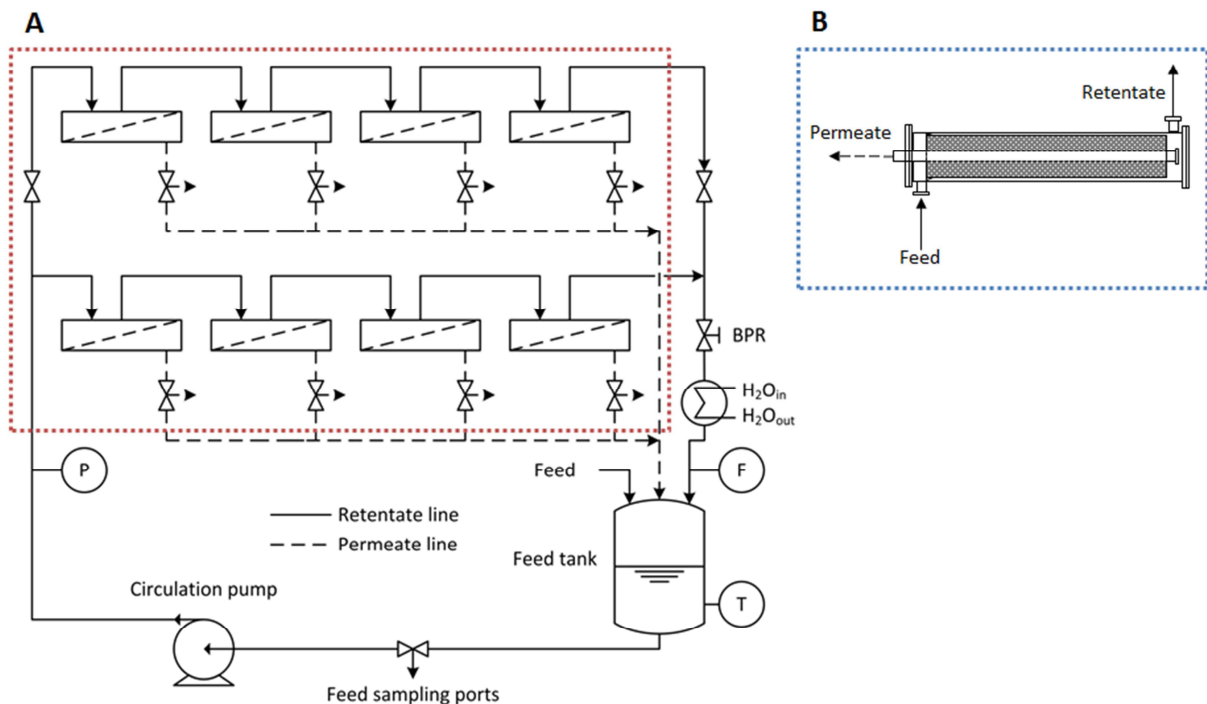 A
BPR
H₂Oin
H₂Oout
P
Feed
F
Retentate line
Permeate line
Feed tank
T
Circulation pump
Feed sampling ports
B
Retentate
Permeate
Feed